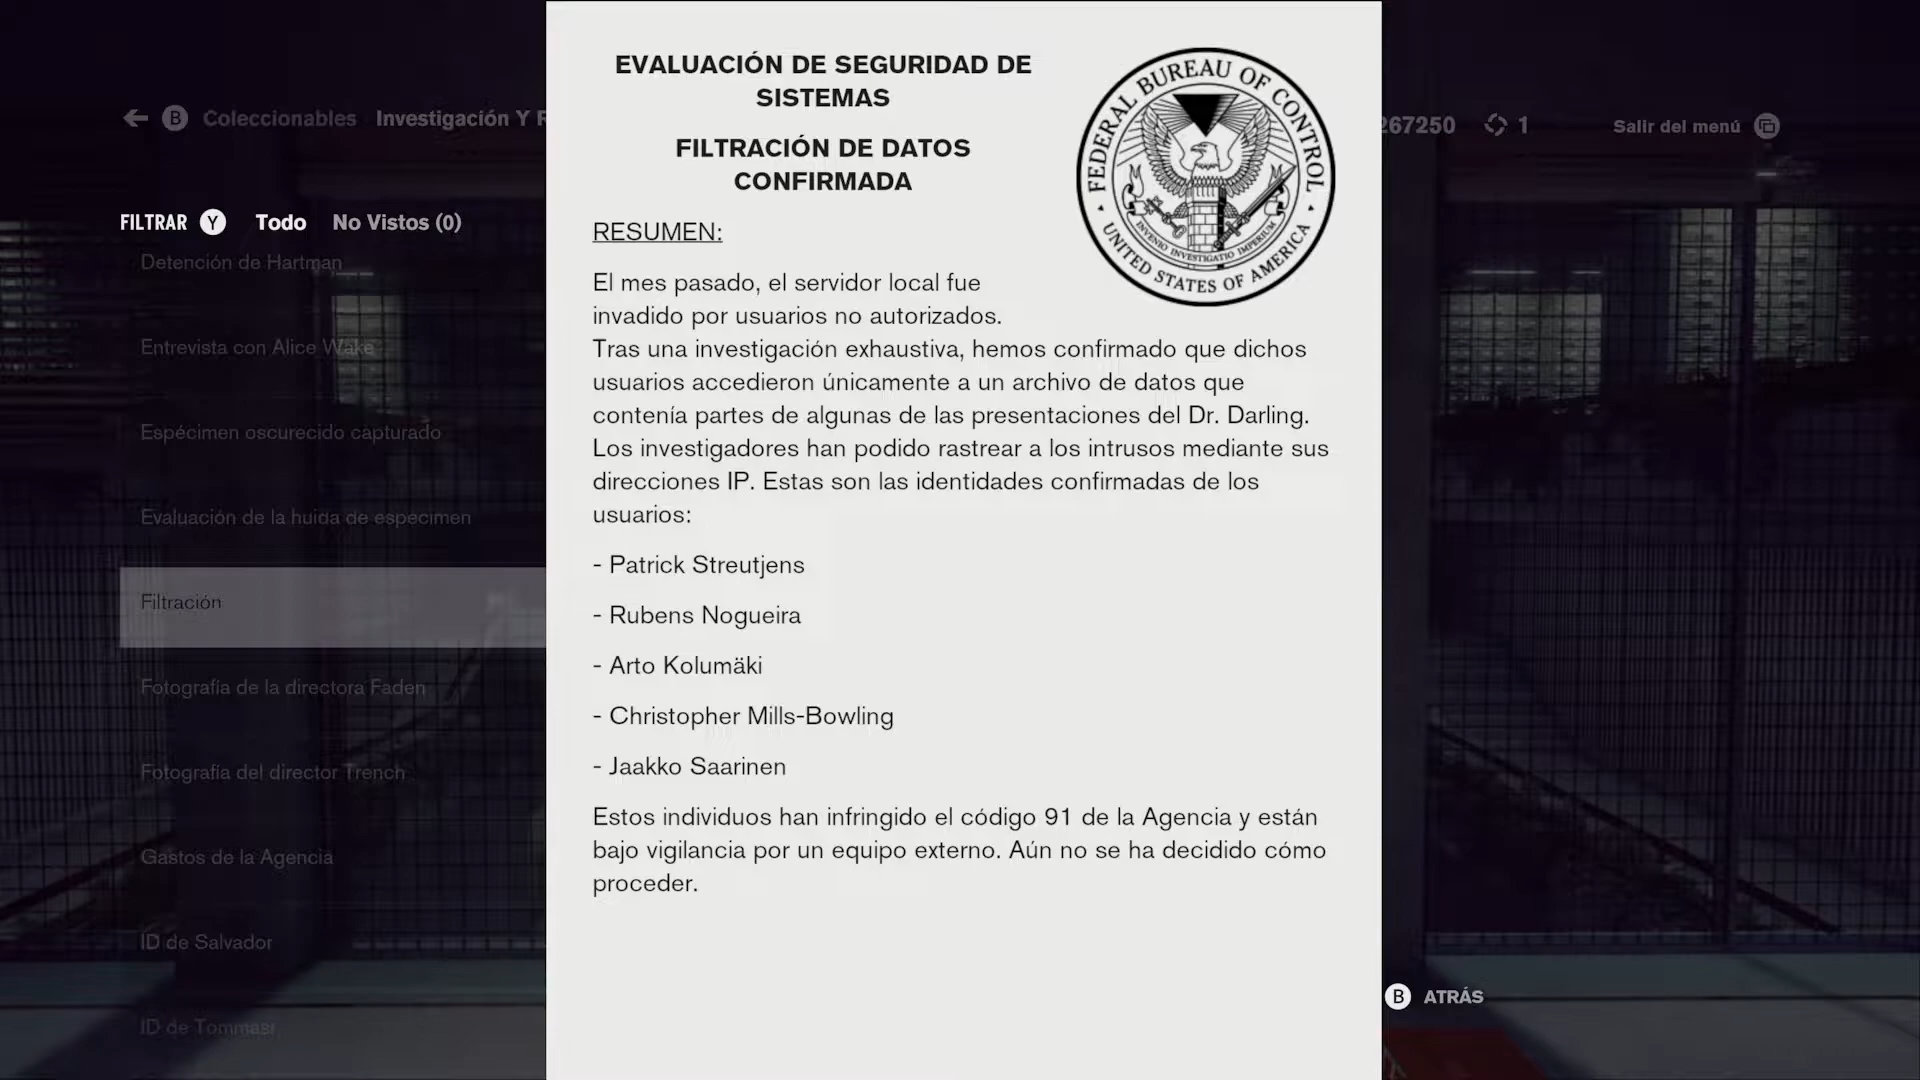 Coleccionables Investigación Y R
267250 1
Salir del menú
FILTRAR Y Todo No Vistos (0)
Detención de Hartman
Entrevista con Alice Wake
Espécimen oscurecido capturado
Evaluación de la huida de espécimen
Filtración
Fotografía de la directora Faden
Fotografía del director Trench
Gastos de la Agencia
ID de Salvador
ID de Tommasi
EVALUACIÓN DE SEGURIDAD DE
SISTEMAS
FILTRACIÓN DE DATOS
CONFIRMADA
FEDERAL BUREAU OF CONTROL
INVENIO INVESTIGATIO IMPERIUM
UNITED STATES OF AMERICA
RESUMEN:
El mes pasado, el servidor local fue
invadido por usuarios no autorizados.
Tras una investigación exhaustiva, hemos confirmado que dichos
usuarios accedieron únicamente a un archivo de datos que
contenía partes de algunas de las presentaciones del Dr. Darling.
Los investigadores han podido rastrear a los intrusos mediante sus
direcciones IP. Estas son las identidades confirmadas de los
usuarios:
- Patrick Streutjens
- Rubens Nogueira
- Arto Kolumäki
- Christopher Mills-Bowling
- Jaakko Saarinen
Estos individuos han infringido el código 91 de la Agencia y están
bajo vigilancia por un equipo externo. Aún no se ha decidido cómo
proceder.
B ATRÁS